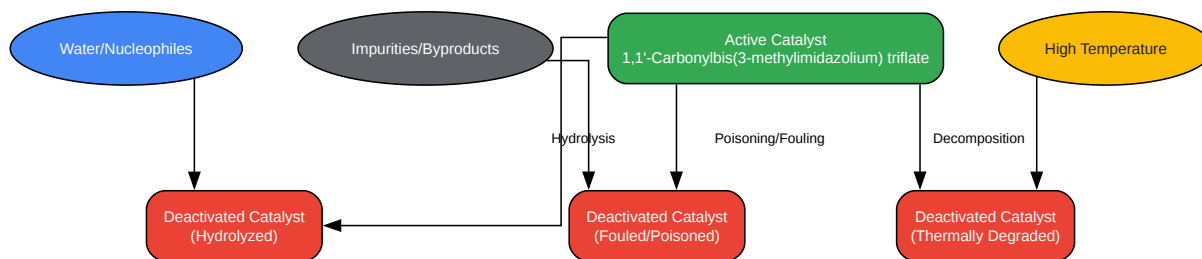 Water/Nucleophiles
Impurities/Byproducts
Active Catalyst
1,1'-Carbonylbis(3-methylimidazolium) triflate
High Temperature
Hydrolysis
Poisoning/Fouling
Decomposition
Deactivated Catalyst
(Hydrolyzed)
Deactivated Catalyst
(Fouled/Poisoned)
Deactivated Catalyst
(Thermally Degraded)